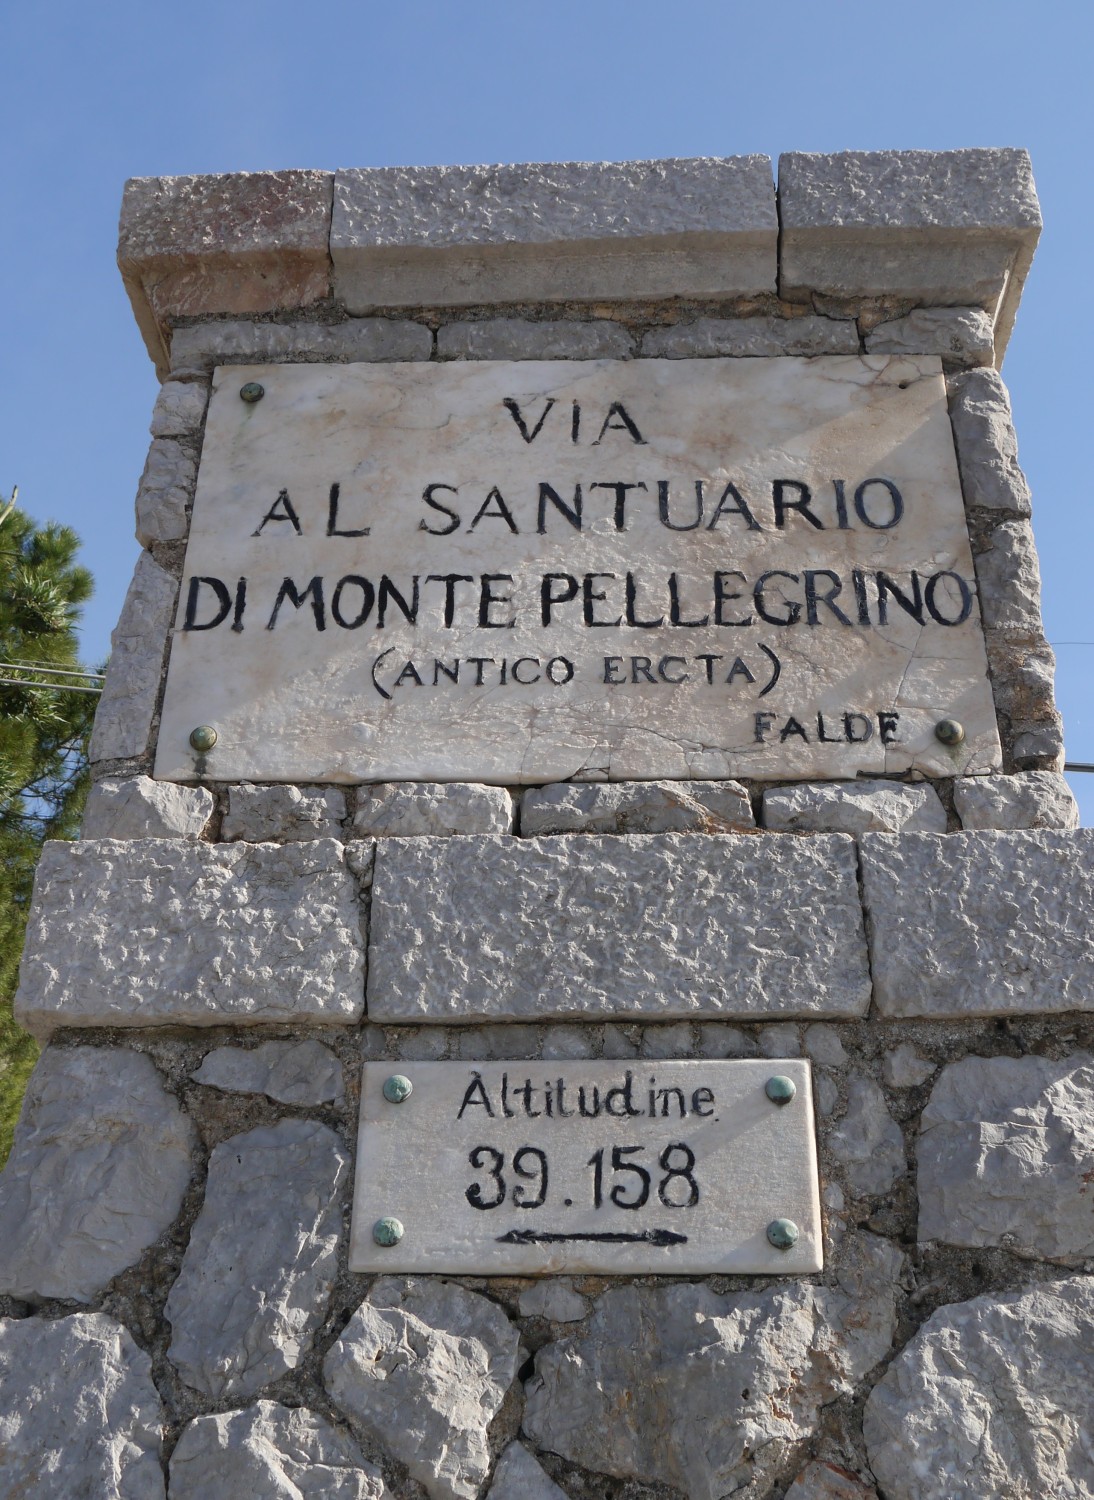 VIA
AL SANTUARIO
DI MONTE PELLEGRINO
(ANTICO ERCTA)
FALDE
Altitudine
39.158